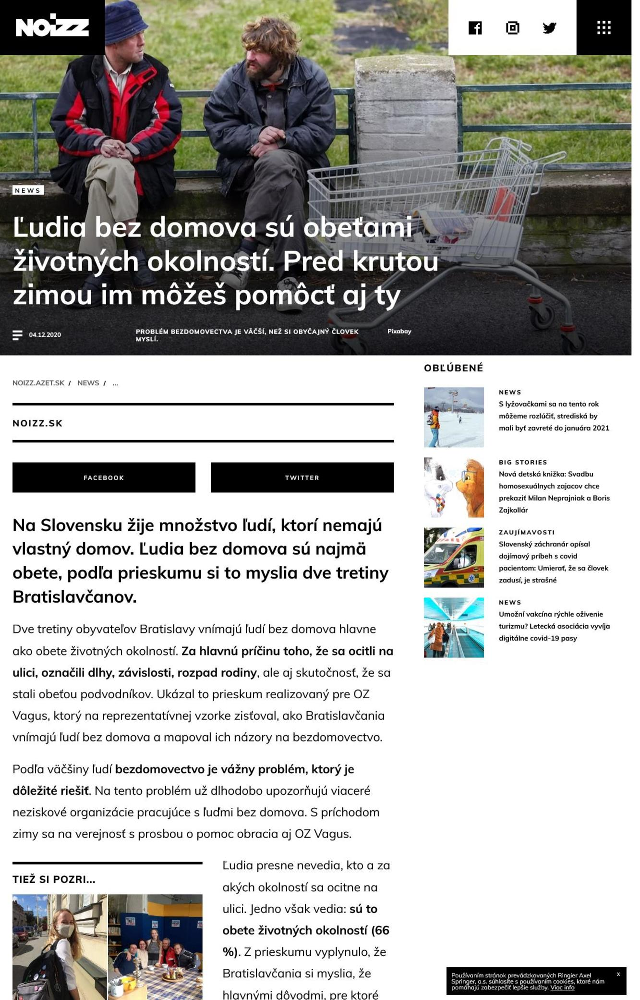 NOIZZ
NEWS
Ľudia bez domova sú obeťami
životných okolností. Pred krutou
zimou im môžeš pomôcť aj ty
04.12.2020
PROBLÉM BEZDOMOVECTVA JE VÄČŠÍ, NEŽ SI OBYČAJNÝ ČLOVEK
MYSLÍ.
Pixabay
NOIZZ.AZET.SK / NEWS / ...
NOIZZ.SK
FACEBOOK
TWITTER
Na Slovensku žije množstvo ľudí, ktorí nemajú
vlastný domov. Ľudia bez domova sú najmä
obete, podľa prieskumu si to myslia dve tretiny
Bratislavčanov.
Dve tretiny obyvateľov Bratislavy vnímajú ľudí bez domova hlavne
ako obete životných okolností. Za hlavnú príčinu toho, že sa ocitli na
ulici, označili dlhy, závislosti, rozpad rodiny, ale aj skutočnosť, že sa
stali obeťou podvodníkov. Ukázal to prieskum realizovaný pre OZ
Vagus, ktorý na reprezentatívnej vzorke zisťoval, ako Bratislavčania
vnímajú ľudí bez domova a mapoval ich názory na bezdomovectvo.
Podľa väčšiny ľudí bezdomovectvo je vážny problém, ktorý je
dôležité riešiť. Na tento problém už dlhodobo upozorňujú viaceré
neziskové organizácie pracujúce s ľuďmi bez domova. S príchodom
zimy sa na verejnosť s prosbou o pomoc obracia aj OZ Vagus.
TIEŽ SI POZRI...
Ľudia presne nevedia, kto a za
akých okolností sa ocitne na
ulici. Jedno však vedia: sú to
obete životných okolností (66
%). Z prieskumu vyplynulo, že
Bratislavčania si myslia, že
hlavnými dôvodmi, pre ktoré
OBĽÚBENÉ
NEWS
S lyžovačkami sa na tento rok
môžeme rozlúčiť, strediská by
mali byť zavreté do januára 2021
BIG STORIES
Nová detská knižka: Svadbu
homosexuálnych zajacov chce
prekaziť Milan Neprajniak a Boris
Zajkollár
ZAUJÍMAVOSTI
Slovenský záchranár opísal
dojímavý príbeh s covid
pacientom: Umierať, že sa človek
zadusí, je strašné
NEWS
Umožní vakcína rýchle oživenie
turizmu? Letecká asociácia vyvíja
digitálne covid-19 pasy
Používaním stránok prevádzkovaných Ringier Axel
Springer, a.s. súhlasíte s používaním cookies, ktoré nám
pomáhajú zabezpečiť lepšie služby. Viac info
x